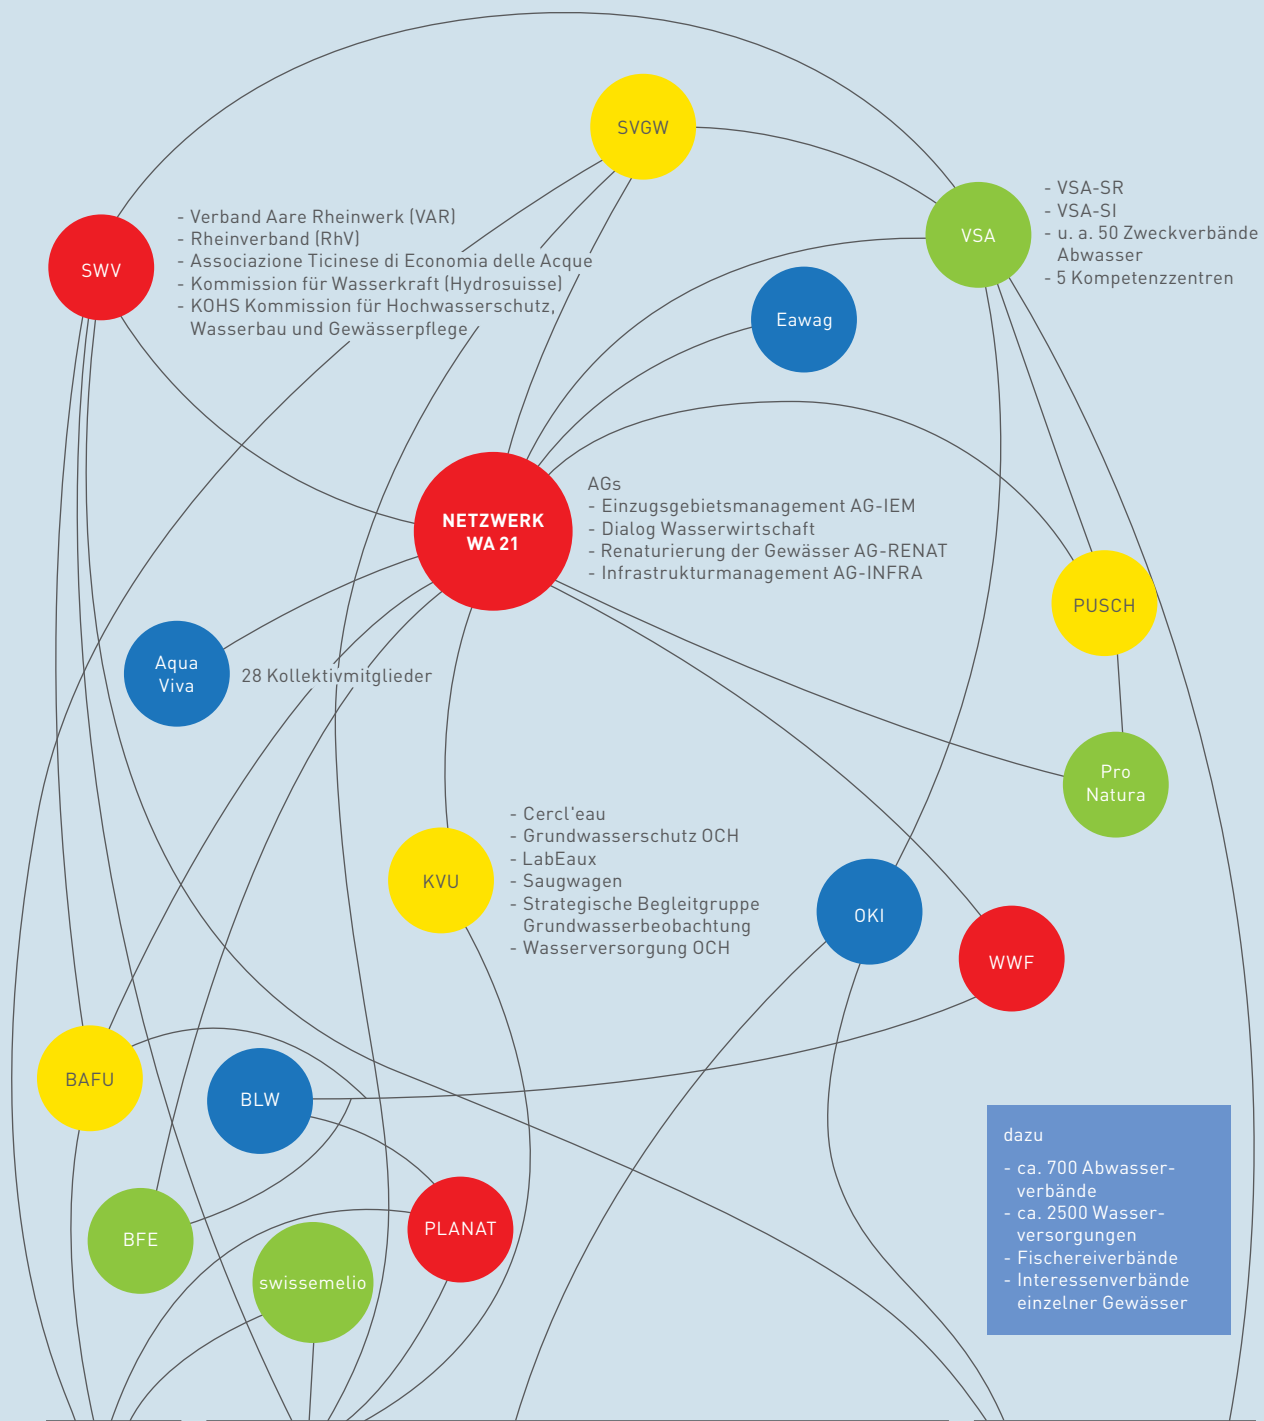 SVGW
- VSA-SR
- VSA-SI
- u. a. 50 Zweckverbände
Abwasser
- 5 Kompetenzzentren
VSA
- Verband Aare Rheinwerk (VAR)
- Rheinverband (RhV)
- Associazione Ticinese di Economia delle Acque
- Kommission für Wasserkraft (Hydrosuisse)
- KOHS Kommission für Hochwasserschutz,
Wasserbau und Gewässerpflege
SWV
Eawag
NETZWERK
WA 21
AGs
- Einzugsgebietsmanagement AG-IEM
- Dialog Wasserwirtschaft
- Renaturierung der Gewässer AG-RENAT
- Infrastrukturmanagement AG-INFRA
PUSCH
Aqua
Viva
28 Kollektivmitglieder
Pro
Natura
KVU
- Cercl'eau
- Grundwasserschutz OCH
- LabEaux
- Saugwagen
- Strategische Begleitgruppe
Grundwasserbeobachtung
- Wasserversorgung OCH
OKI
WWF
BAFU
BLW
dazu
- ca. 700 Abwasser-
verbände
- ca. 2500 Wasser-
versorgungen
- Fischereiverbände
- Interessenverbände
einzelner Gewässer
BFE
PLANAT
swissemelio